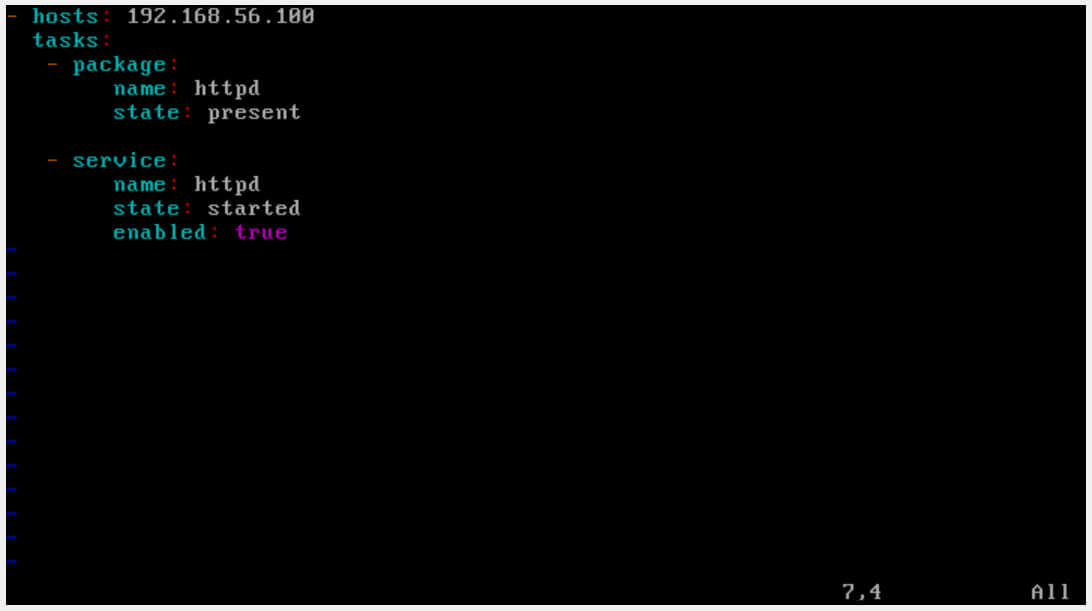 - hosts: 192.168.56.100
  tasks:
   - package:
        name: httpd
        state: present

   - service:
        name: httpd
        state: started
        enabled: true
~
~
~
~
~
~
~
~
~
~
~
~
~
~
7,4 All